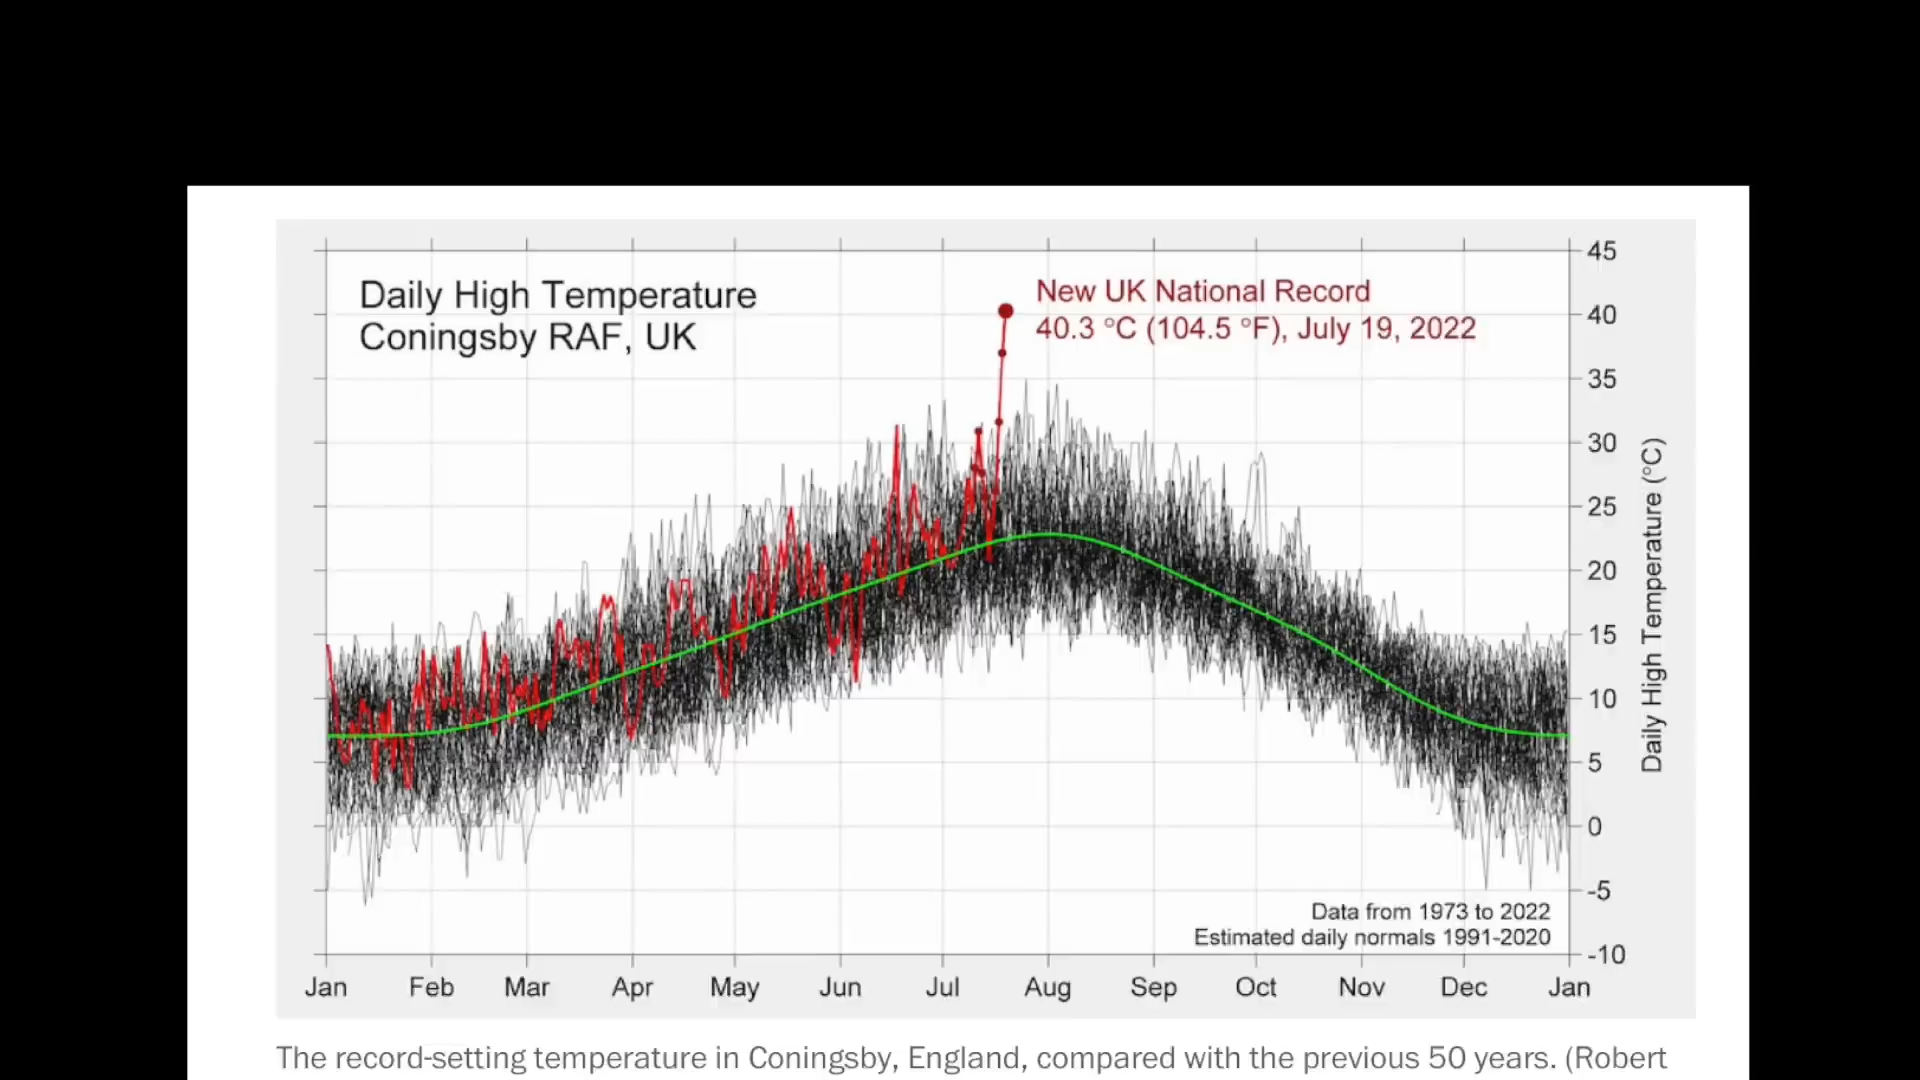 Daily High Temperature
Coningsby RAF, UK
New UK National Record
40.3 °C (104.5 °F), July 19, 2022
45
40
35
30
25
20
15
10
5
0
-5
-10
Daily High Temperature (°C)
Data from 1973 to 2022
Estimated daily normals 1991-2020
Jan Feb Mar Apr May Jun Jul Aug Sep Oct Nov Dec Jan
The record-setting temperature in Coningsby, England, compared with the previous 50 years. (Robert